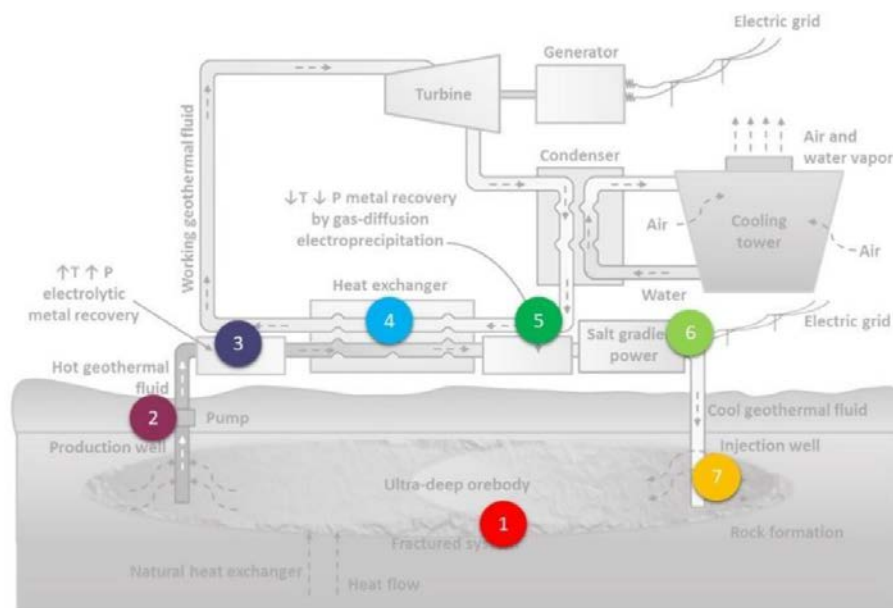 Electric grid
Generator
Turbine
Air and
water vapor
Condenser
↓T ↓ P metal recovery
by gas-diffusion
electroprecipitation
Working geothermal fluid
Cooling
tower
Air
Air
↑T ↑ P
electrolytic
metal recovery
Heat exchanger
Water
Electric grid
3
4
5
6
Salt
power
Hot geothermal
fluid
2
Pump
Cool geothermal fluid
Production well
Injection well
7
Ultra-deep orebody
1
Rock formation
Fractured
Natural heat exchanger
Heat flow